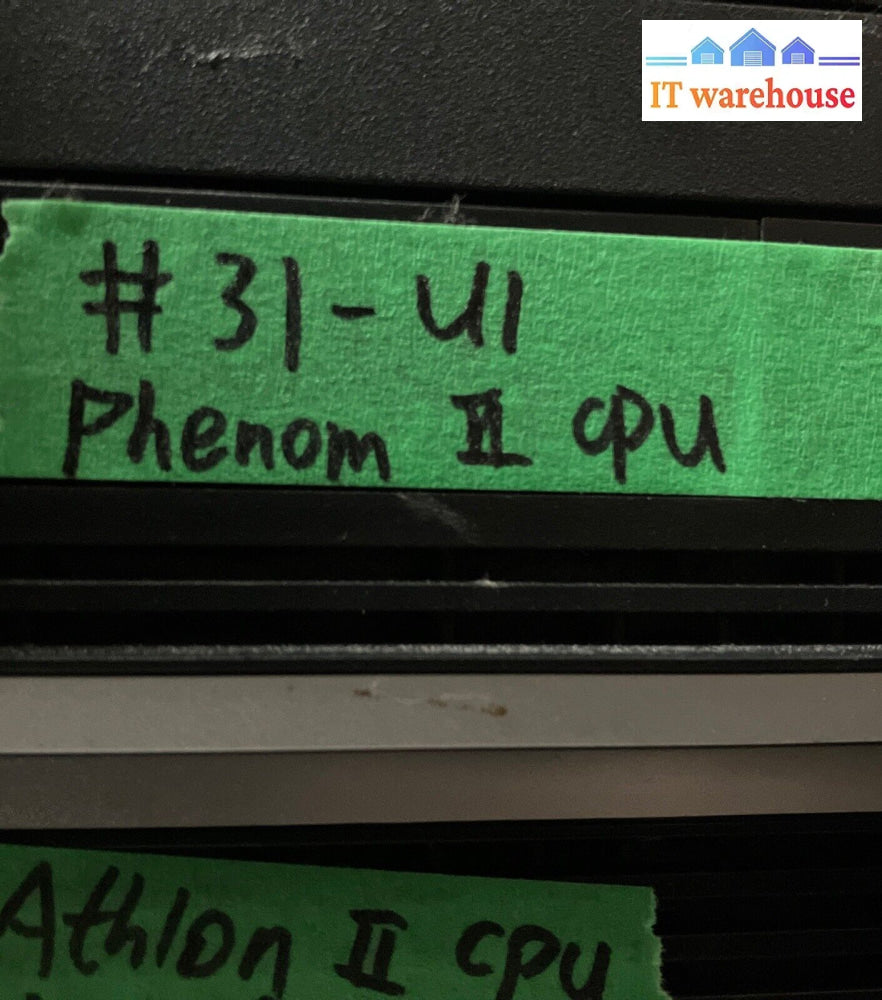 IT warehouse
#31-U1
Phenom II CPU
Athlon II CPU